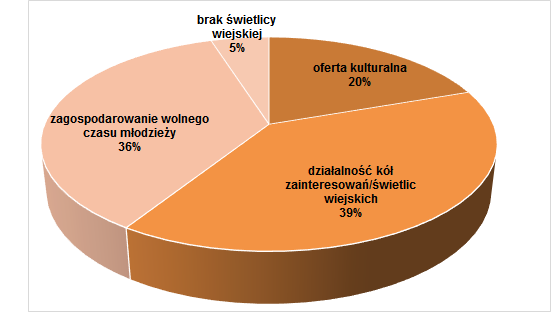 brak świetlicy
wiejskiej
5%
oferta kulturalna
20%
zagospodarowanie wolnego
czasu młodzieży
36%
działalność kół
zainteresowań/świetlic
wiejskich
39%